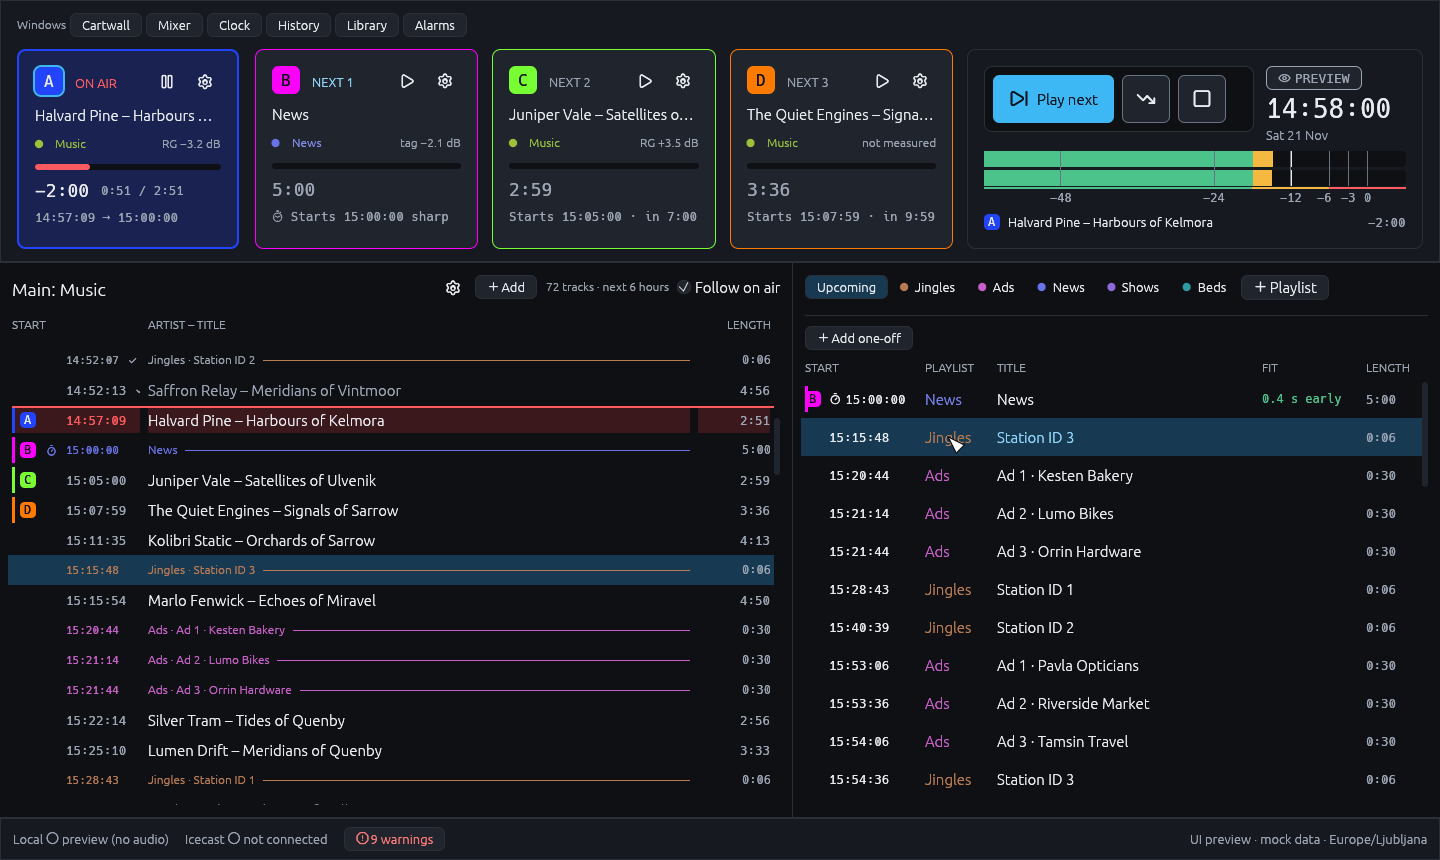 Windows Cartwall Mixer Clock History Library Alarms
A ON AIR
Halvard Pine – Harbours ...
Music RG −3.2 dB
−2:00 0:51 / 2:51
14:57:09 → 15:00:00
B NEXT 1
News
News tag −2.1 dB
5:00
Starts 15:00:00 sharp
C NEXT 2
Juniper Vale – Satellites o...
Music RG +3.5 dB
2:59
Starts 15:05:00 · in 7:00
D NEXT 3
The Quiet Engines – Signa...
Music not measured
3:36
Starts 15:07:59 · in 9:59
Play next
PREVIEW
14:58:00
Sat 21 Nov
−48 −24 −12 −6 −3 0
A Halvard Pine – Harbours of Kelmora −2:00
Main: Music + Add 72 tracks · next 6 hours Follow on air
START ARTIST – TITLE LENGTH
14:52:07 Jingles · Station ID 2 0:06
14:52:13 Saffron Relay – Meridians of Vintmoor 4:56
A 14:57:09 Halvard Pine – Harbours of Kelmora 2:51
B 15:00:00 News 5:00
C 15:05:00 Juniper Vale – Satellites of Ulvenik 2:59
D 15:07:59 The Quiet Engines – Signals of Sarrow 3:36
15:11:35 Kolibri Static – Orchards of Sarrow 4:13
15:15:48 Jingles · Station ID 3 0:06
15:15:54 Marlo Fenwick – Echoes of Miravel 4:50
15:20:44 Ads · Ad 1 · Kesten Bakery 0:30
15:21:14 Ads · Ad 2 · Lumo Bikes 0:30
15:21:44 Ads · Ad 3 · Orrin Hardware 0:30
15:22:14 Silver Tram – Tides of Quenby 2:56
15:25:10 Lumen Drift – Meridians of Quenby 3:33
15:28:43 Jingles · Station ID 1 0:06
Upcoming Jingles Ads News Shows Beds + Playlist
+ Add one-off
START PLAYLIST TITLE FIT LENGTH
B 15:00:00 News News 0.4 s early 5:00
15:15:48 Jingles Station ID 3 0:06
15:20:44 Ads Ad 1 · Kesten Bakery 0:30
15:21:14 Ads Ad 2 · Lumo Bikes 0:30
15:21:44 Ads Ad 3 · Orrin Hardware 0:30
15:28:43 Jingles Station ID 1 0:06
15:40:39 Jingles Station ID 2 0:06
15:53:06 Ads Ad 1 · Pavla Opticians 0:30
15:53:36 Ads Ad 2 · Riverside Market 0:30
15:54:06 Ads Ad 3 · Tamsin Travel 0:30
15:54:36 Jingles Station ID 3 0:06
Local preview (no audio) Icecast not connected 9 warnings UI preview · mock data · Europe/Ljubljana